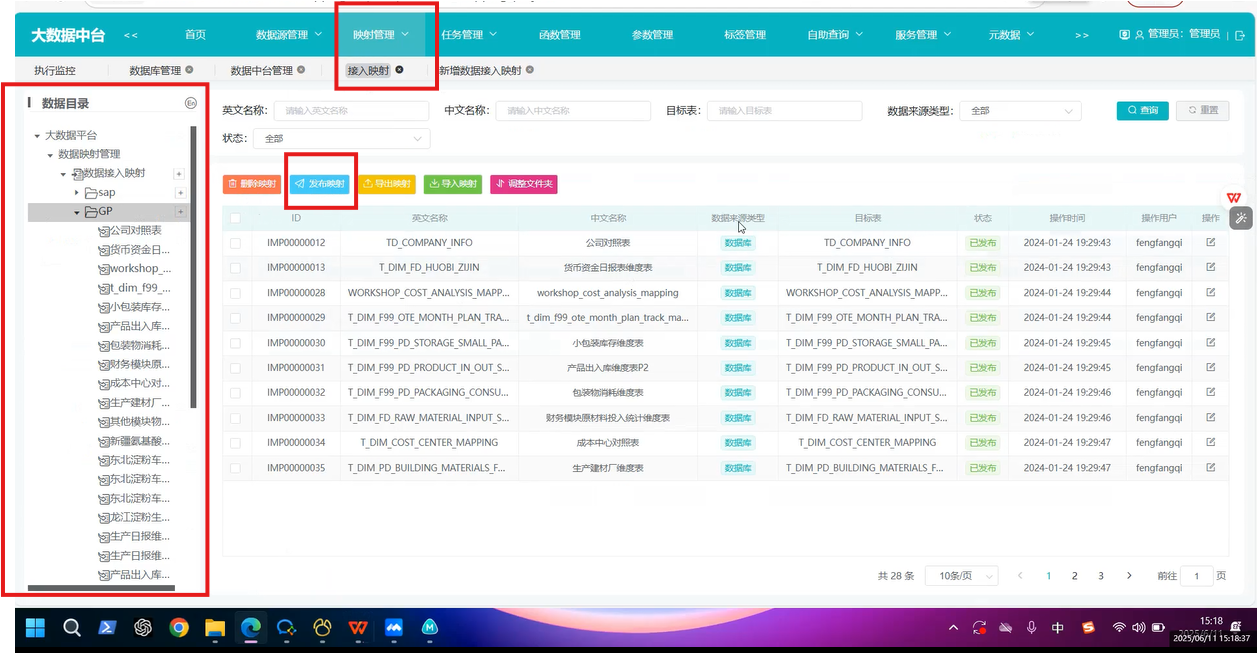 大数据中台 << 首页 数据源管理 映射管理 任务管理 函数管理 参数管理 标签管理 自助查询 服务管理 元数据 >> 管理员：管理员
执行监控 数据库管理 数据中台管理 接入映射 新增数据接入映射
数据目录 En
大数据平台
数据映射管理
数据接入映射
sap
GP
公司对照表
货币资金日...
workshop_...
t_dim_f99_...
小包装库存...
产品出入库...
包装物消耗...
财务模块原...
成本中心对...
生产建材厂...
其他模块物...
新疆氨基酸...
东北淀粉车...
东北淀粉车...
东北淀粉车...
龙江淀粉生...
生产日报维...
生产日报维...
产品出入库...
英文名称： 请输入英文名称 中文名称： 请输入中文名称 目标表： 请输入目标表 数据来源类型： 全部 查询 重置
状态： 全部
删除映射 发布映射 导出映射 导入映射 调整文件夹
ID 英文名称 中文名称 数据来源类型 目标表 状态 操作时间 操作用户 操作
IMP00000012 TD_COMPANY_INFO 公司对照表 数据库 TD_COMPANY_INFO 已发布 2024-01-24 19:29:43 fengfangqi
IMP00000013 T_DIM_FD_HUOBI_ZIJIN 货币资金日报表维度表 数据库 T_DIM_FD_HUOBI_ZIJIN 已发布 2024-01-24 19:29:43 fengfangqi
IMP00000028 WORKSHOP_COST_ANALYSIS_MAPP... workshop_cost_analysis_mapping 数据库 WORKSHOP_COST_ANALYSIS_MAPP... 已发布 2024-01-24 19:29:44 fengfangqi
IMP00000029 T_DIM_F99_OTE_MONTH_PLAN_TRA... t_dim_f99_ote_month_plan_track_ma... 数据库 T_DIM_F99_OTE_MONTH_PLAN_TRA... 已发布 2024-01-24 19:29:44 fengfangqi
IMP00000030 T_DIM_F99_PD_STORAGE_SMALL_PA... 小包装库存维度表 数据库 T_DIM_F99_PD_STORAGE_SMALL_PA... 已发布 2024-01-24 19:29:45 fengfangqi
IMP00000031 T_DIM_F99_PD_PRODUCT_IN_OUT_S... 产品出入库维度表P2 数据库 T_DIM_F99_PD_PRODUCT_IN_OUT_S... 已发布 2024-01-24 19:29:45 fengfangqi
IMP00000032 T_DIM_F99_PD_PACKAGING_CONSU... 包装物消耗维度表 数据库 T_DIM_F99_PD_PACKAGING_CONSU... 已发布 2024-01-24 19:29:46 fengfangqi
IMP00000033 T_DIM_FD_RAW_MATERIAL_INPUT_S... 财务模块原材料投入统计维度表 数据库 T_DIM_FD_RAW_MATERIAL_INPUT_S... 已发布 2024-01-24 19:29:46 fengfangqi
IMP00000034 T_DIM_COST_CENTER_MAPPING 成本中心对照表 数据库 T_DIM_COST_CENTER_MAPPING 已发布 2024-01-24 19:29:47 fengfangqi
IMP00000035 T_DIM_PD_BUILDING_MATERIALS_F... 生产建材厂维度表 数据库 T_DIM_PD_BUILDING_MATERIALS_F... 已发布 2024-01-24 19:29:47 fengfangqi
共 28 条 10条/页 < 1 2 3 > 前往 1 页
中 15:18
2025/06/11 15:18:37